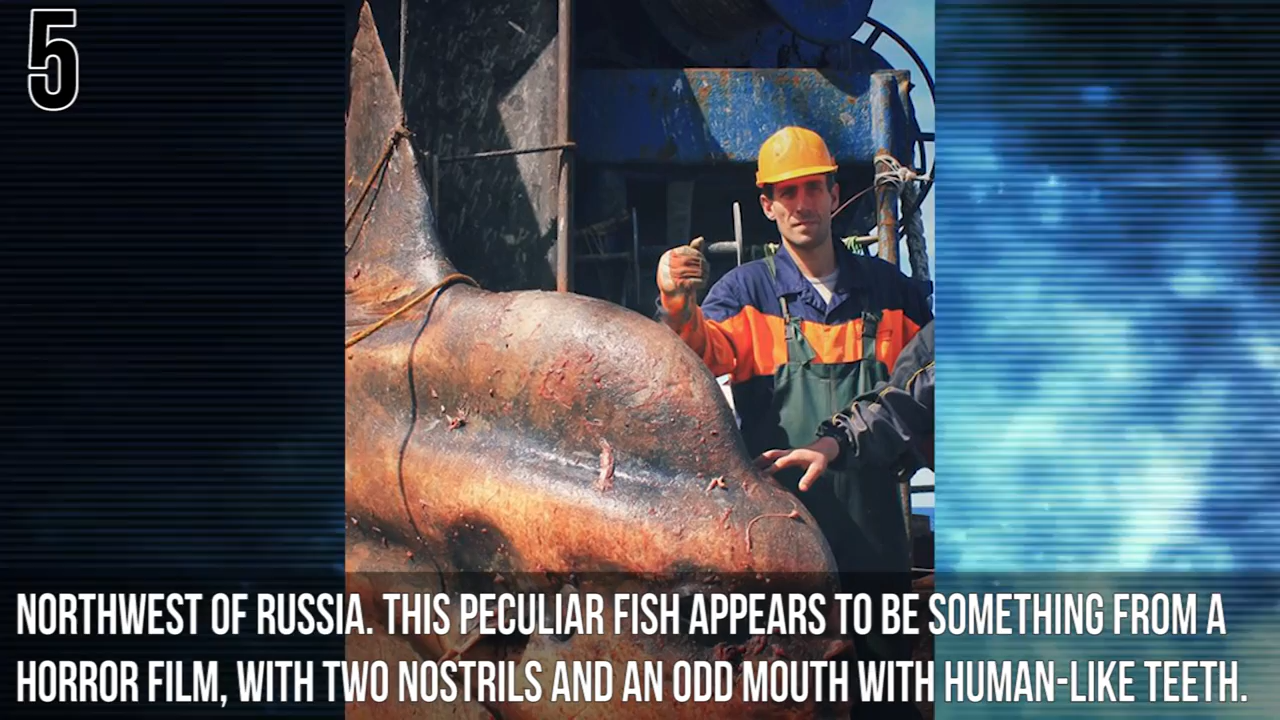 5
NORTHWEST OF RUSSIA. THIS PECULIAR FISH APPEARS TO BE SOMETHING FROM A
HORROR FILM, WITH TWO NOSTRILS AND AN ODD MOUTH WITH HUMAN-LIKE TEETH.